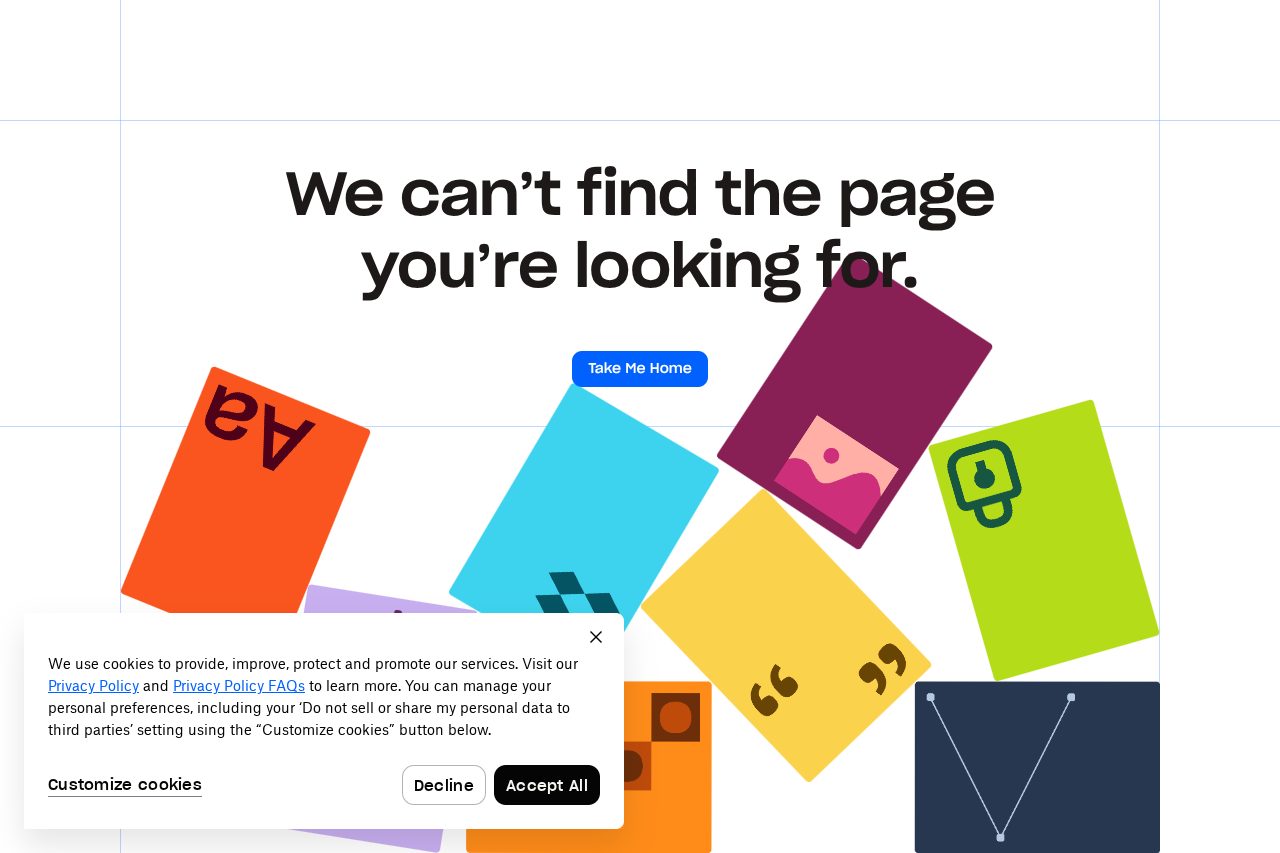 We can’t find the page
you’re looking for.
Take Me Home
Aa
“ ”
We use cookies to provide, improve, protect and promote our services. Visit our
Privacy Policy and Privacy Policy FAQs to learn more. You can manage your
personal preferences, including your ‘Do not sell or share my personal data to
third parties’ setting using the “Customize cookies” button below.
Customize cookies
Decline
Accept All